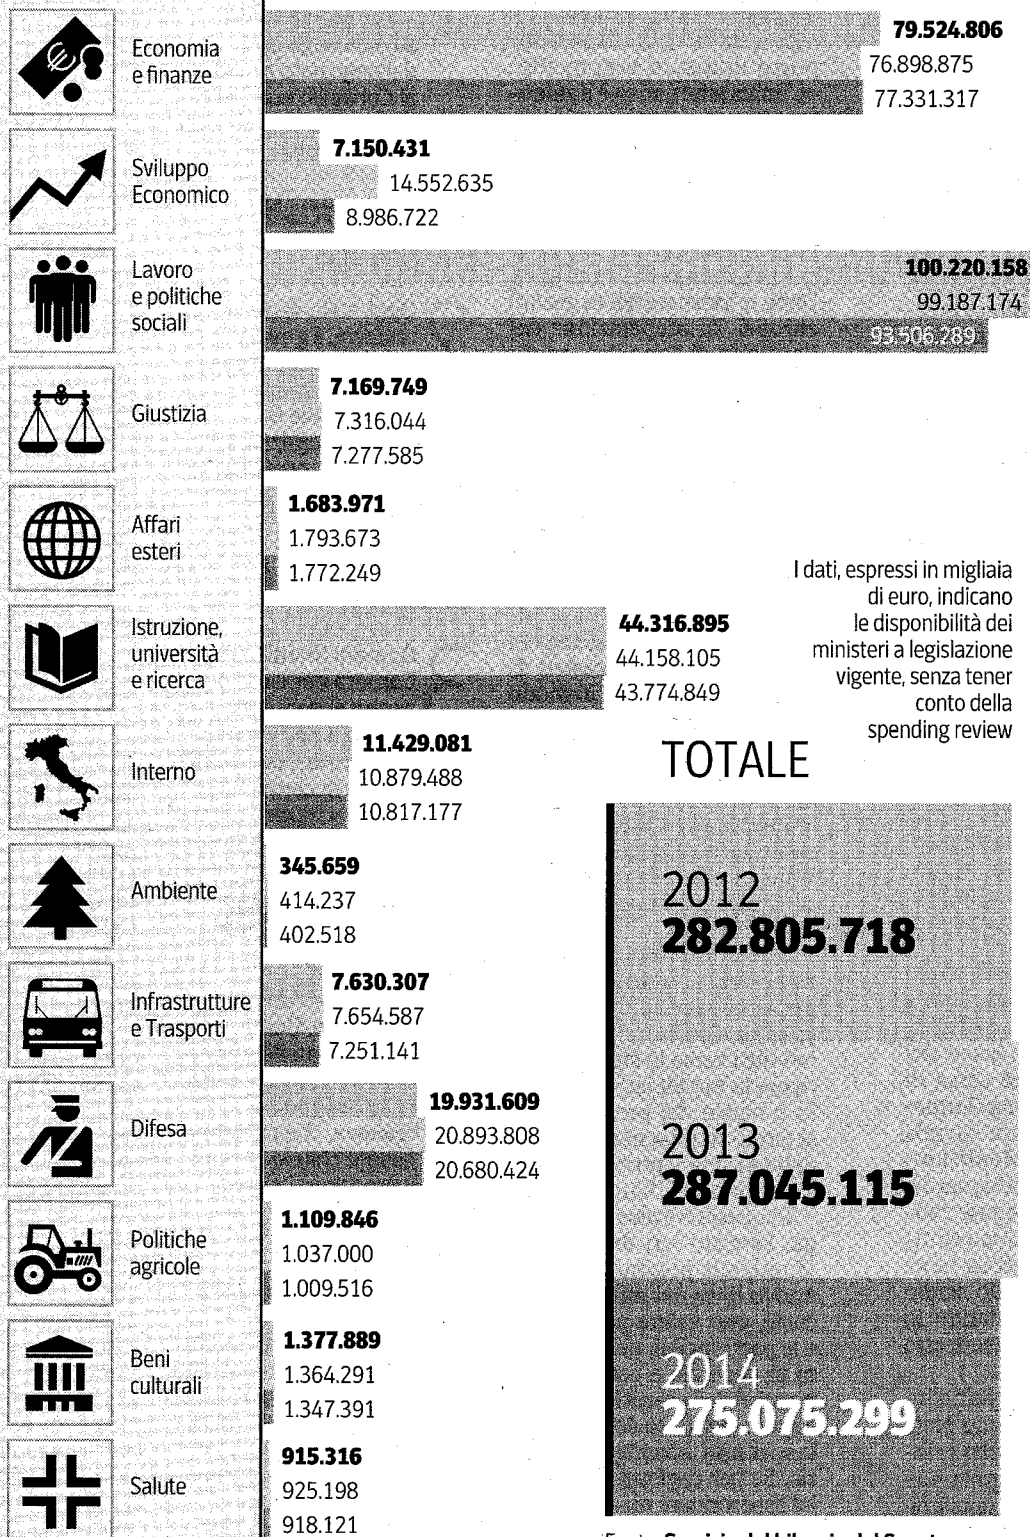 Economia
e finanze
79.524.806
76.898.875
77.331.317
Sviluppo
Economico
7.150.431
14.552.635
8.986.722
Lavoro
e politiche
sociali
100.220.158
99.187.174
93.506.289
Giustizia
7.169.749
7.316.044
7.277.585
Affari
esteri
1.683.971
1.793.673
1.772.249
Istruzione,
università
e ricerca
44.316.895
44.158.105
43.774.849
Interno
11.429.081
10.879.488
10.817.177
Ambiente
345.659
414.237
402.518
Infrastrutture
e Trasporti
7.630.307
7.654.587
7.251.141
Difesa
19.931.609
20.893.808
20.680.424
Politiche
agricole
1.109.846
1.037.000
1.009.516
Beni
culturali
1.377.889
1.364.291
1.347.391
Salute
915.316
925.198
918.121
I dati, espressi in migliaia
di euro, indicano
le disponibilità dei
ministeri a legislazione
vigente, senza tener
conto della
spending review
TOTALE
2012
282.805.718
2013
287.045.115
2014
275.075.299